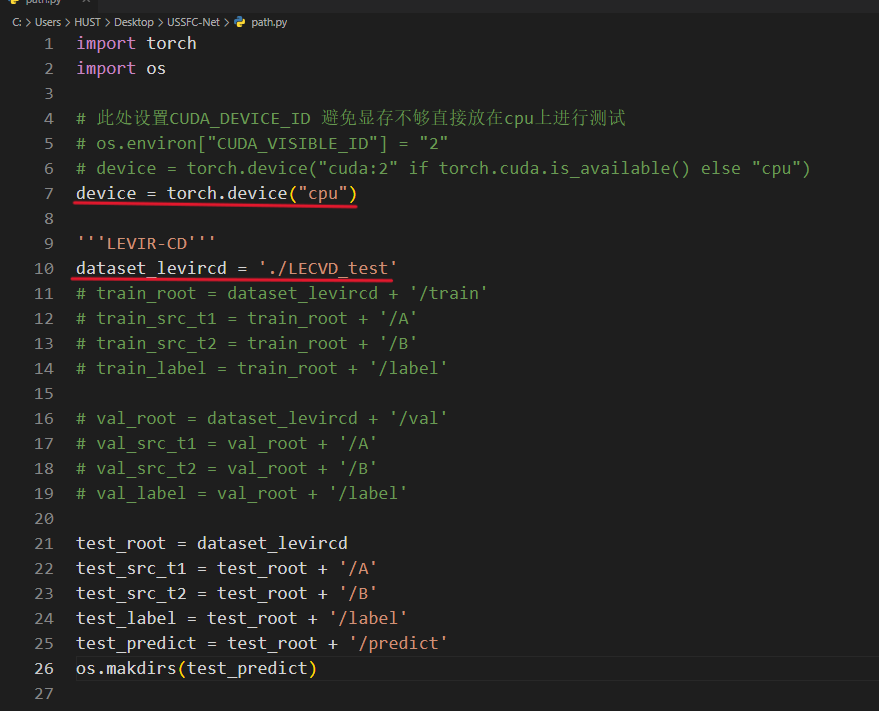 path.py
C: > Users > HUST > Desktop > USSFC-Net > path.py
1 import torch
2 import os
3
4 # 此处设置CUDA_DEVICE_ID 避免显存不够直接放在cpu上进行测试
5 # os.environ["CUDA_VISIBLE_ID"] = "2"
6 # device = torch.device("cuda:2" if torch.cuda.is_available() else "cpu")
7 device = torch.device("cpu")
8
9 '''LEVIR-CD'''
10 dataset_levircd = './LECVD_test'
11 # train_root = dataset_levircd + '/train'
12 # train_src_t1 = train_root + '/A'
13 # train_src_t2 = train_root + '/B'
14 # train_label = train_root + '/label'
15
16 # val_root = dataset_levircd + '/val'
17 # val_src_t1 = val_root + '/A'
18 # val_src_t2 = val_root + '/B'
19 # val_label = val_root + '/label'
20
21 test_root = dataset_levircd
22 test_src_t1 = test_root + '/A'
23 test_src_t2 = test_root + '/B'
24 test_label = test_root + '/label'
25 test_predict = test_root + '/predict'
26 os.makdirs(test_predict)
27